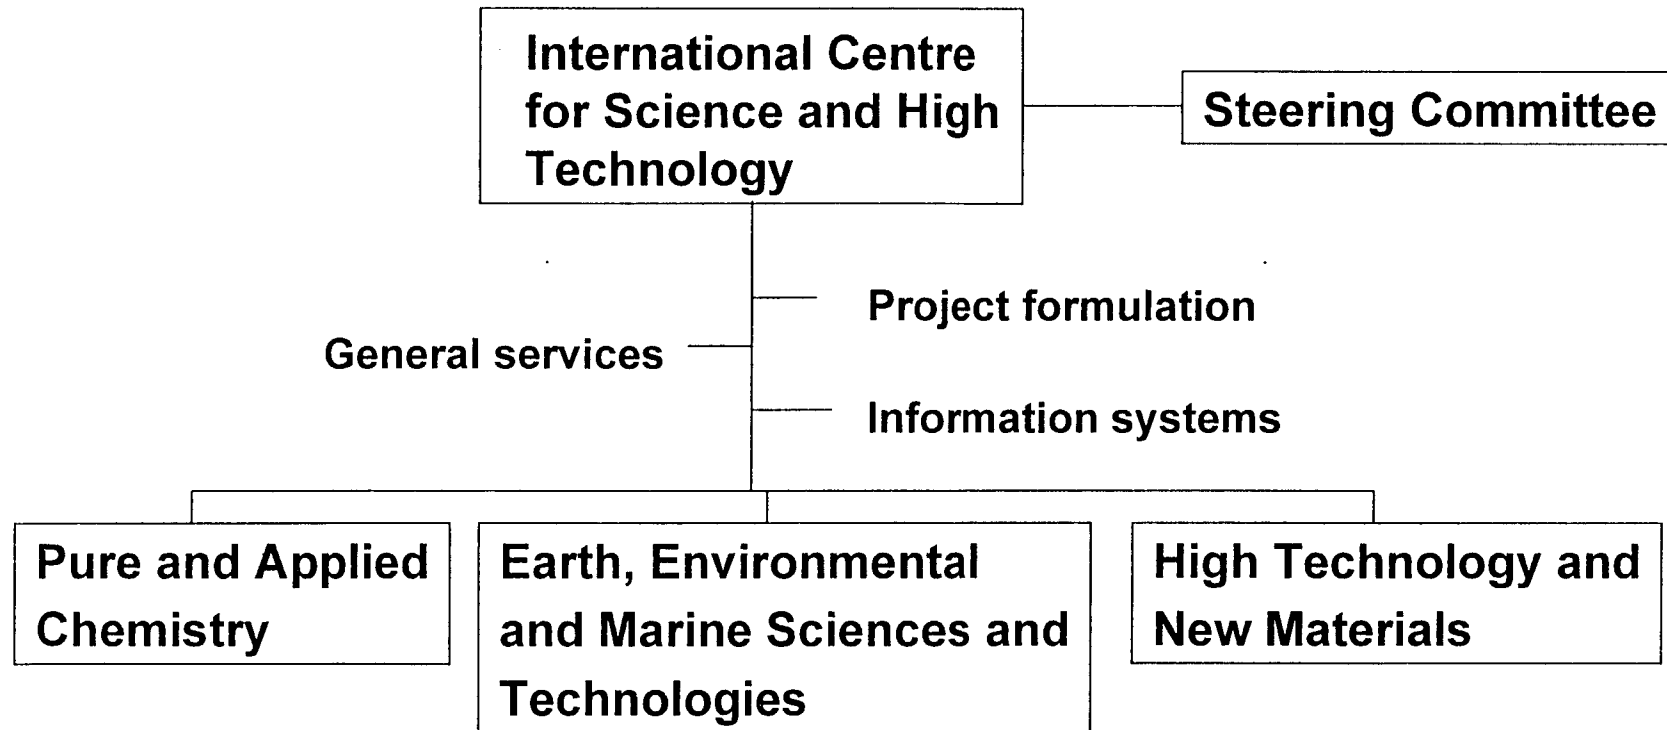 International Centre
for Science and High
Technology
Steering Committee
Project formulation
General services
Information systems
Pure and Applied
Chemistry
Earth, Environmental
and Marine Sciences and
Technologies
High Technology and
New Materials